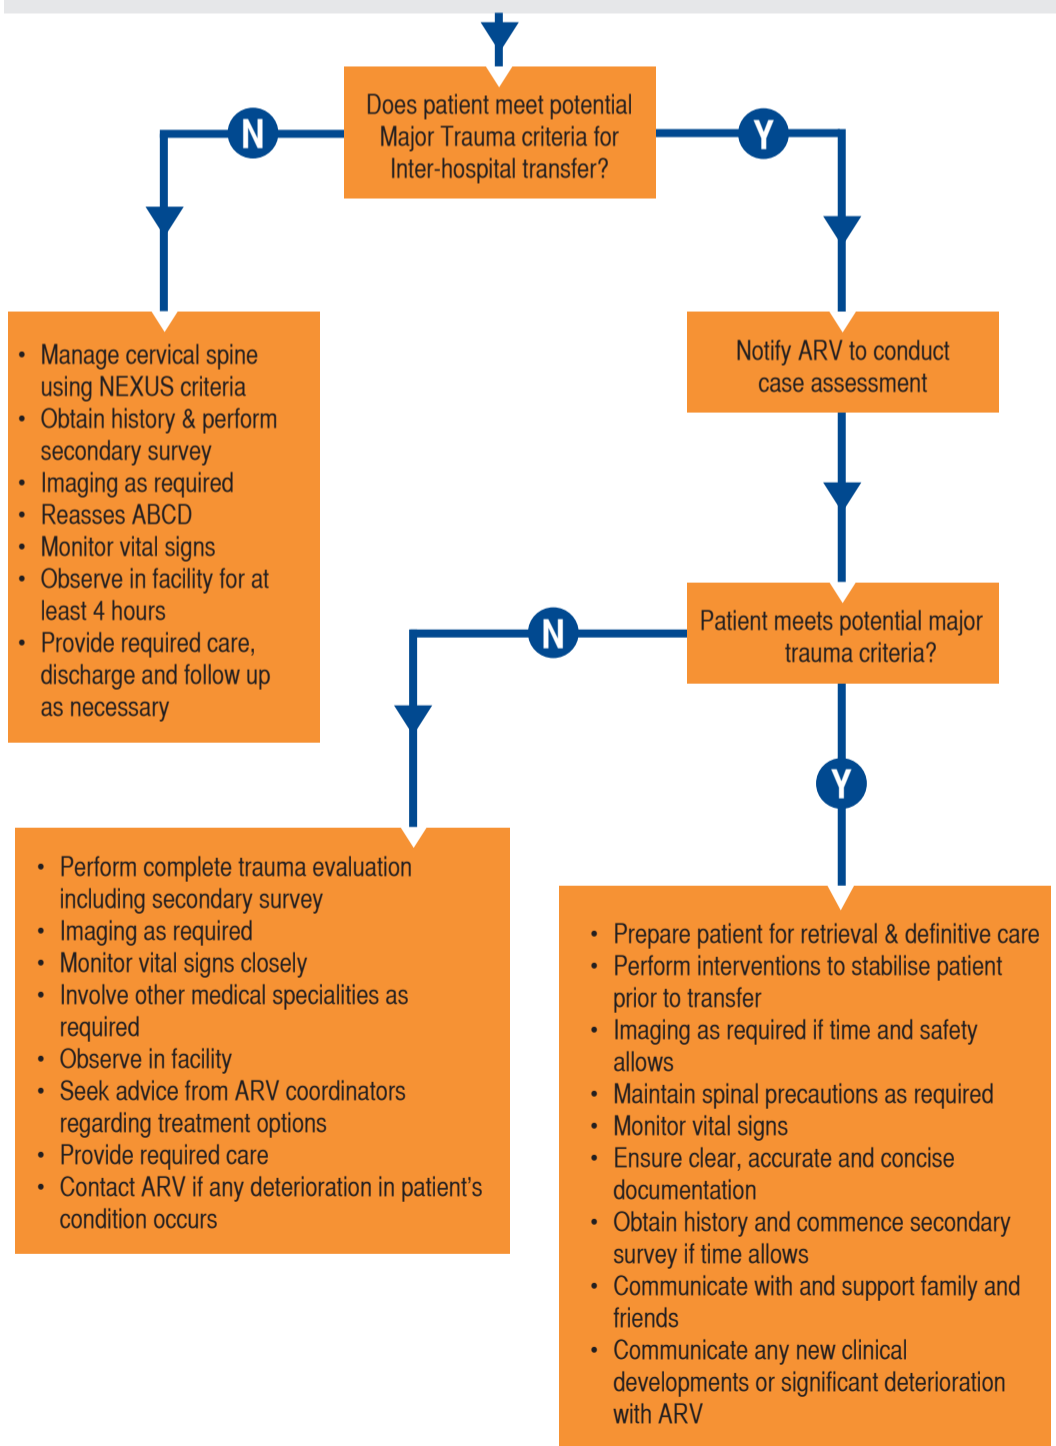 Does patient meet potential
Major Trauma criteria for
Inter-hospital transfer?
N
Y
• Manage cervical spine
using NEXUS criteria
• Obtain history & perform
secondary survey
• Imaging as required
• Reasses ABCD
• Monitor vital signs
• Observe in facility for at
least 4 hours
• Provide required care,
discharge and follow up
as necessary
Notify ARV to conduct
case assessment
Patient meets potential major
trauma criteria?
N
Y
• Perform complete trauma evaluation
including secondary survey
• Imaging as required
• Monitor vital signs closely
• Involve other medical specialities as
required
• Observe in facility
• Seek advice from ARV coordinators
regarding treatment options
• Provide required care
• Contact ARV if any deterioration in patient’s
condition occurs
• Prepare patient for retrieval & definitive care
• Perform interventions to stabilise patient
prior to transfer
• Imaging as required if time and safety
allows
• Maintain spinal precautions as required
• Monitor vital signs
• Ensure clear, accurate and concise
documentation
• Obtain history and commence secondary
survey if time allows
• Communicate with and support family and
friends
• Communicate any new clinical
developments or significant deterioration
with ARV